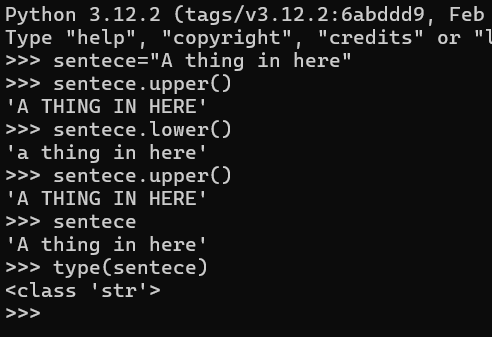 Python 3.12.2 (tags/v3.12.2:6abddd9, Feb
Type "help", "copyright", "credits" or "l
>>> sentece="A thing in here"
>>> sentece.upper()
'A THING IN HERE'
>>> sentece.lower()
'a thing in here'
>>> sentece.upper()
'A THING IN HERE'
>>> sentece
'A thing in here'
>>> type(sentece)
<class 'str'>
>>>